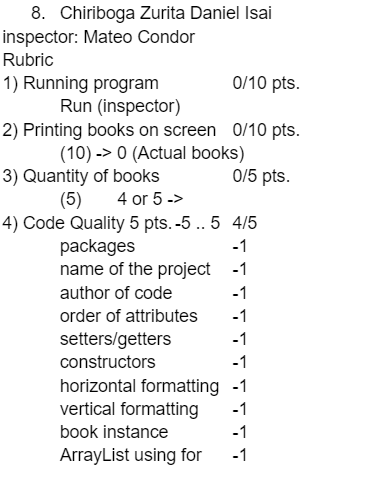 8. Chiriboga Zurita Daniel Isai
inspector: Mateo Condor
Rubric
1) Running program 0/10 pts.
Run (inspector)
2) Printing books on screen 0/10 pts.
(10) -> 0 (Actual books)
3) Quantity of books 0/5 pts.
(5) 4 or 5 ->
4) Code Quality 5 pts. -5 .. 5 4/5
packages -1
name of the project -1
author of code -1
order of attributes -1
setters/getters -1
constructors -1
horizontal formatting -1
vertical formatting -1
book instance -1
ArrayList using for -1